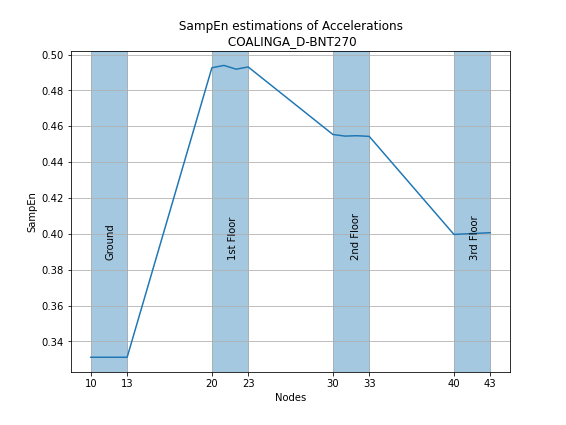 SampEn estimations of Accelerations
COALINGA_D-BNT270
0.50
0.48
0.46
0.44
0.42
0.40
0.38
0.36
0.34
SampEn
Ground
1st Floor
2nd Floor
3rd Floor
10 13 20 23 30 33 40 43
Nodes